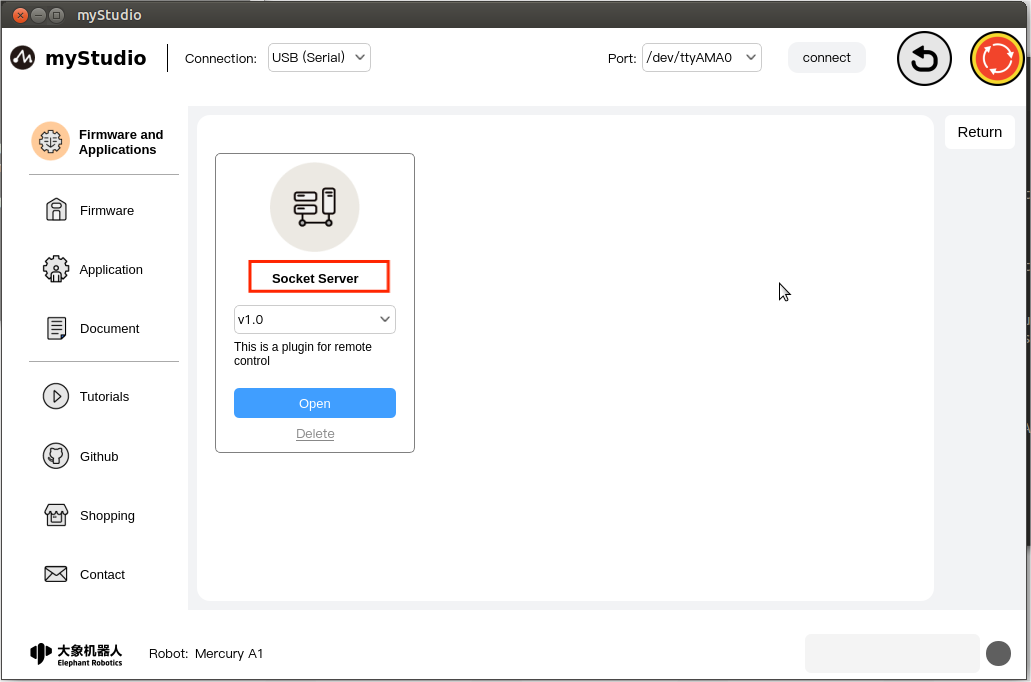 myStudio
myStudio
Connection:
USB (Serial)
Port:
/dev/ttyAMA0
connect
Firmware and
Applications
Firmware
Application
Document
Tutorials
Github
Shopping
Contact
Return
Socket Server
v1.0
This is a plugin for remote
control
Open
Delete
大象机器人
Elephant Robotics
Robot: Mercury A1